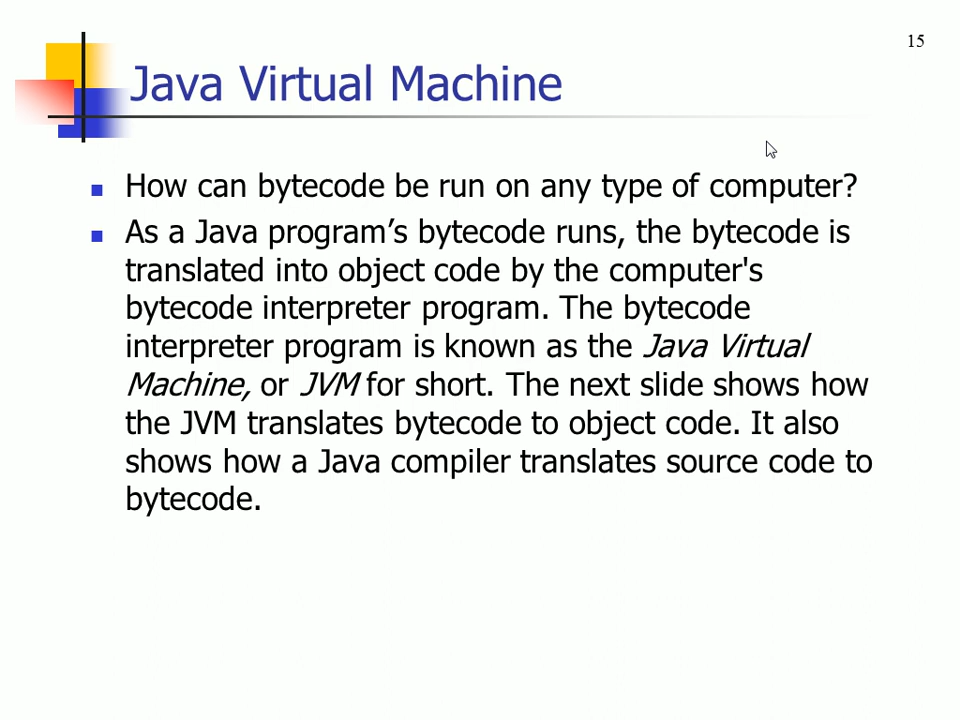 15
Java Virtual Machine
How can bytecode be run on any type of computer?
As a Java program’s bytecode runs, the bytecode is
translated into object code by the computer's
bytecode interpreter program. The bytecode
interpreter program is known as the Java Virtual
Machine, or JVM for short. The next slide shows how
the JVM translates bytecode to object code. It also
shows how a Java compiler translates source code to
bytecode.